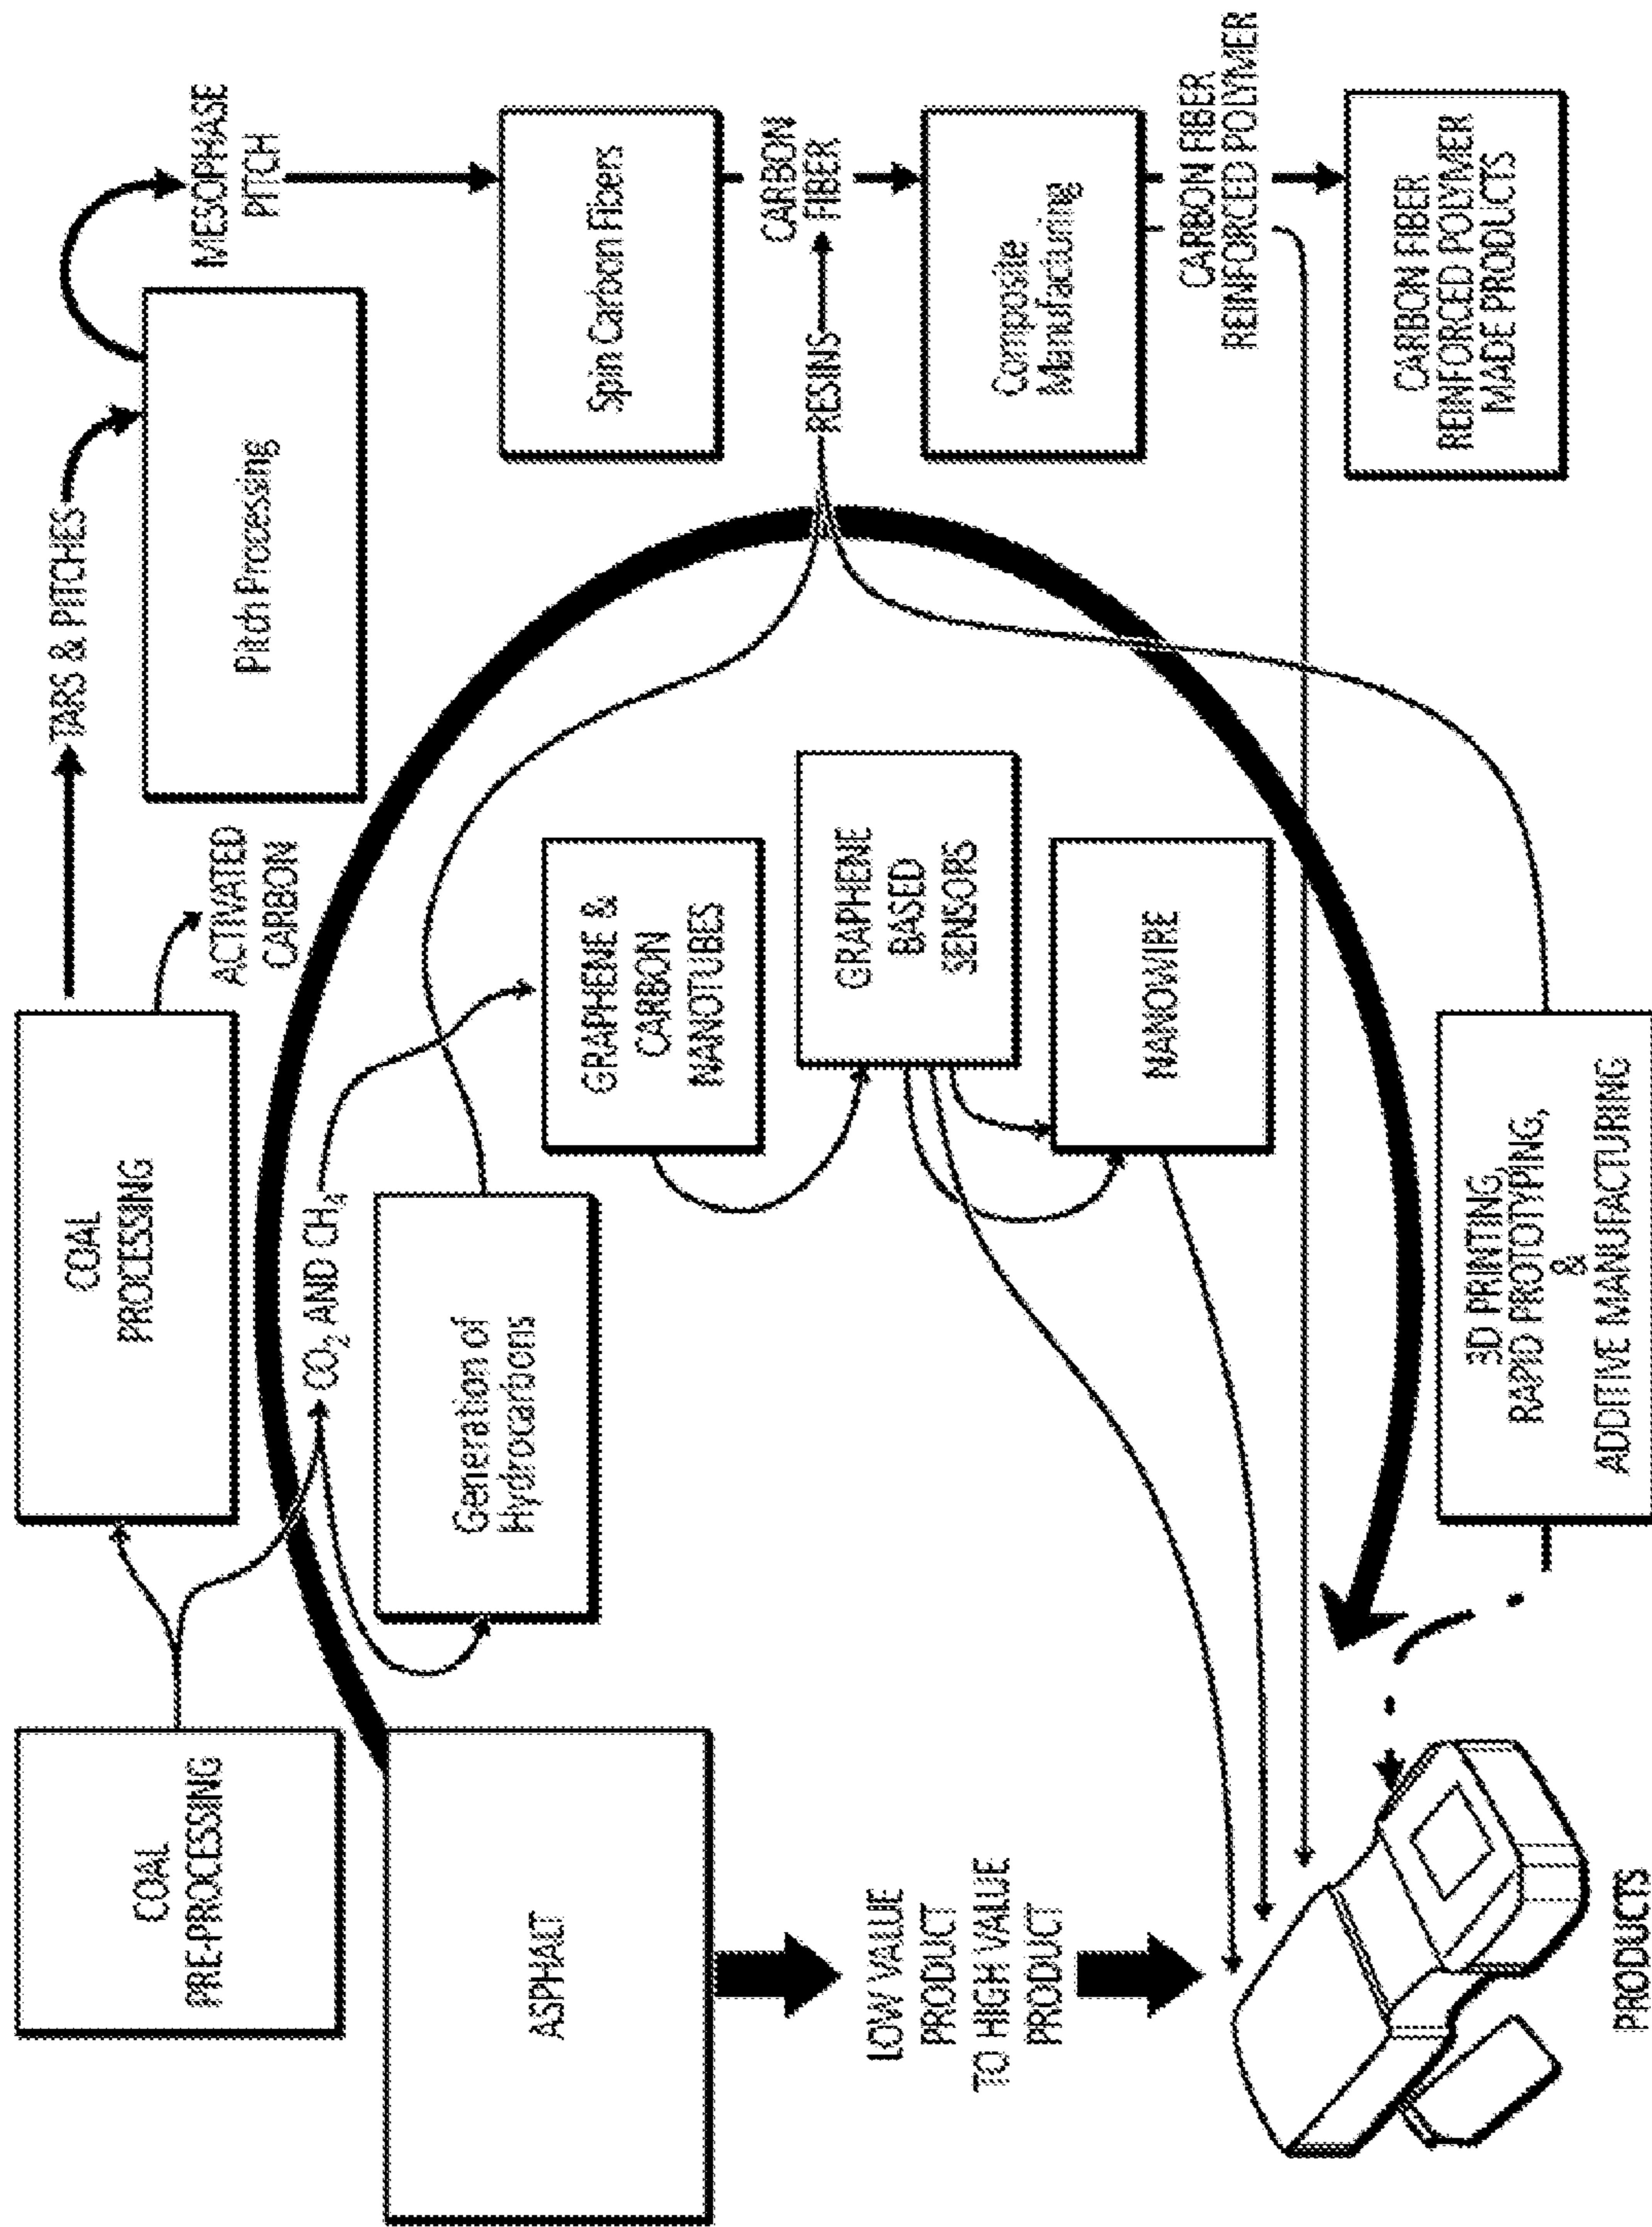 COAL
PRE-PROCESSING
COAL
PROCESSING
TARS & PITCHES
ACTIVATED
CARBON
Pitch Processing
MESOPHASE
PITCH
ASPHALT
CO₂ AND CH₄
Generation of
Hydrocarbons
GRAPHENE &
CARBON
NANOTUBES
Spin Carbon Fibers
LOW VALUE
PRODUCT
TO HIGH VALUE
PRODUCT
GRAPHENE
BASED
SENSORS
RESINS
CARBON
FIBER
NANOWIRE
Composite
Manufacturing
CARBON FIBER
REINFORCED POLYMER
PRODUCTS
3D PRINTING,
RAPID PROTOTYPING,
&
ADDITIVE MANUFACTURING
CARBON FIBER
REINFORCED POLYMER
MADE PRODUCTS